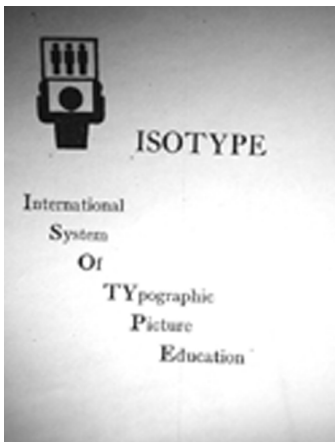 ISOTYPE
International
System
Of
TYpographic
Picture
Education